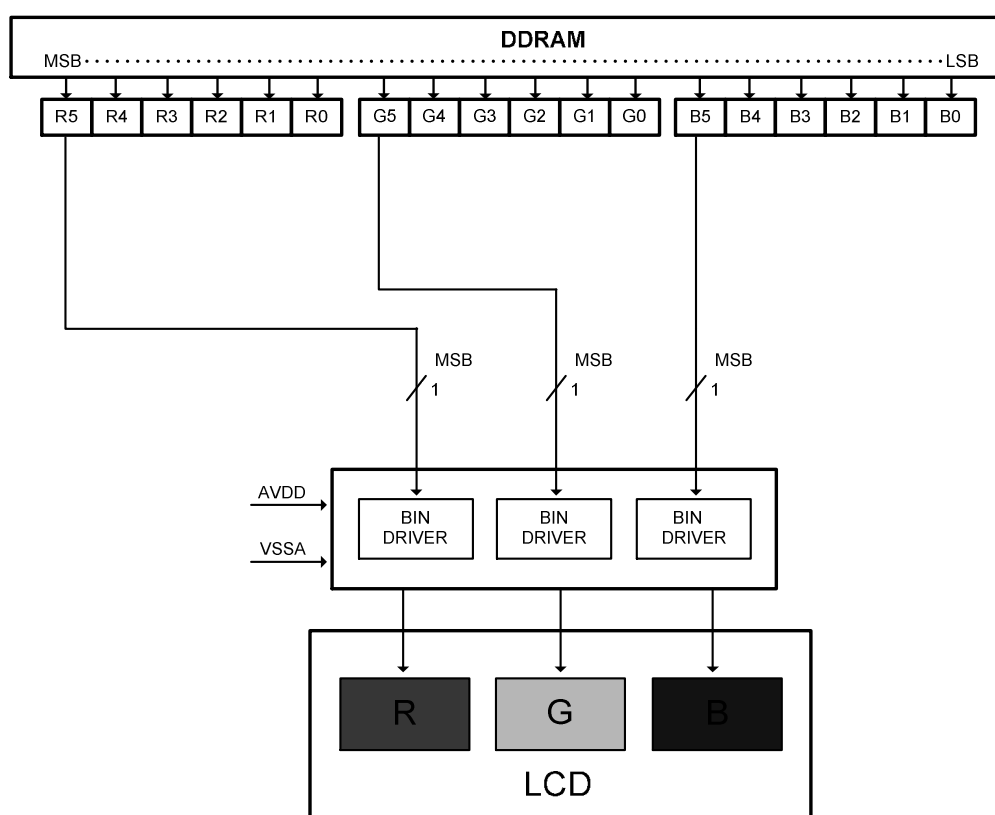 DDRAM
MSB LSB
R5 R4 R3 R2 R1 R0 G5 G4 G3 G2 G1 G0 B5 B4 B3 B2 B1 B0
MSB MSB MSB
1 1 1
AVDD
VSSA
BIN DRIVER
BIN DRIVER
BIN DRIVER
R G B
LCD